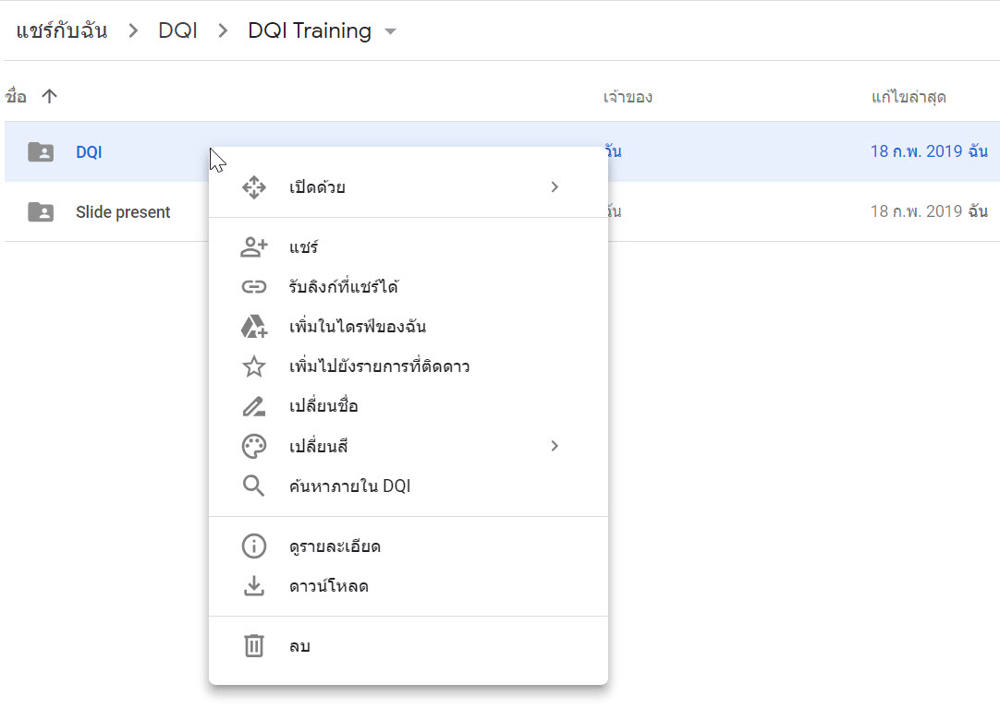 แชร์กับฉัน > DQI > DQI Training
ชื่อ เจ้าของ แก้ไขล่าสุด
DQI ฉัน 18 ก.พ. 2019 ฉัน
Slide present ฉัน 18 ก.พ. 2019 ฉัน
เปิดด้วย
แชร์
รับลิงก์ที่แชร์ได้
เพิ่มในไดรฟ์ของฉัน
เพิ่มไปยังรายการที่ติดดาว
เปลี่ยนชื่อ
เปลี่ยนสี
ค้นหาภายใน DQI
ดูรายละเอียด
ดาวน์โหลด
ลบ